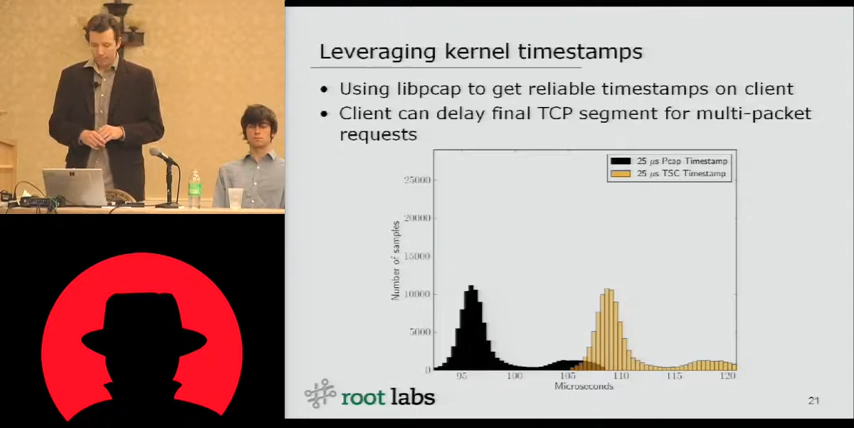 Leveraging kernel timestamps
• Using libpcap to get reliable timestamps on client
• Client can delay final TCP segment for multi-packet
requests
25 μs Pcap Timestamp
25 μs TSC Timestamp
25000
20000
15000
10000
5000
0
Number of samples
95 100 105 110 115 120
Microseconds
root labs
21